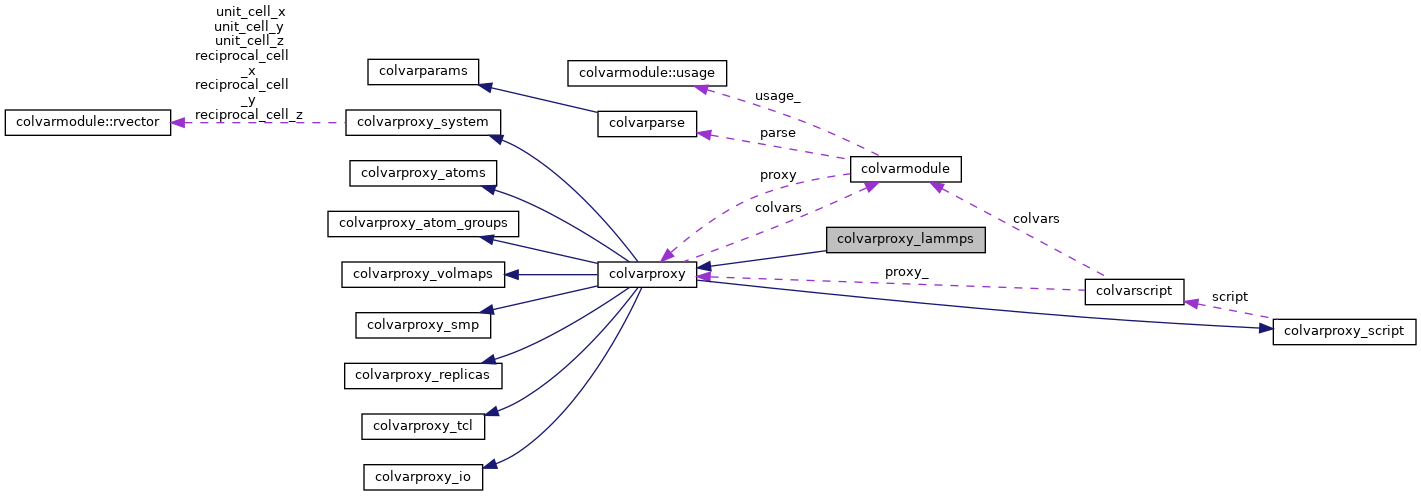 unit_cell_x
unit_cell_y
unit_cell_z
reciprocal_cell
_x
reciprocal_cell
_y
reciprocal_cell_z
colvarmodule::rvector
colvarparams
colvarproxy_system
colvarproxy_atoms
colvarproxy_atom_groups
colvarproxy_volmaps
colvarproxy_smp
colvarproxy_replicas
colvarproxy_tcl
colvarproxy_io
colvarmodule::usage
colvarparse
colvarproxy
usage_
parse
proxy
colvars
colvarmodule
colvarproxy_lammps
proxy_
colvars
colvarscript
script
colvarproxy_script